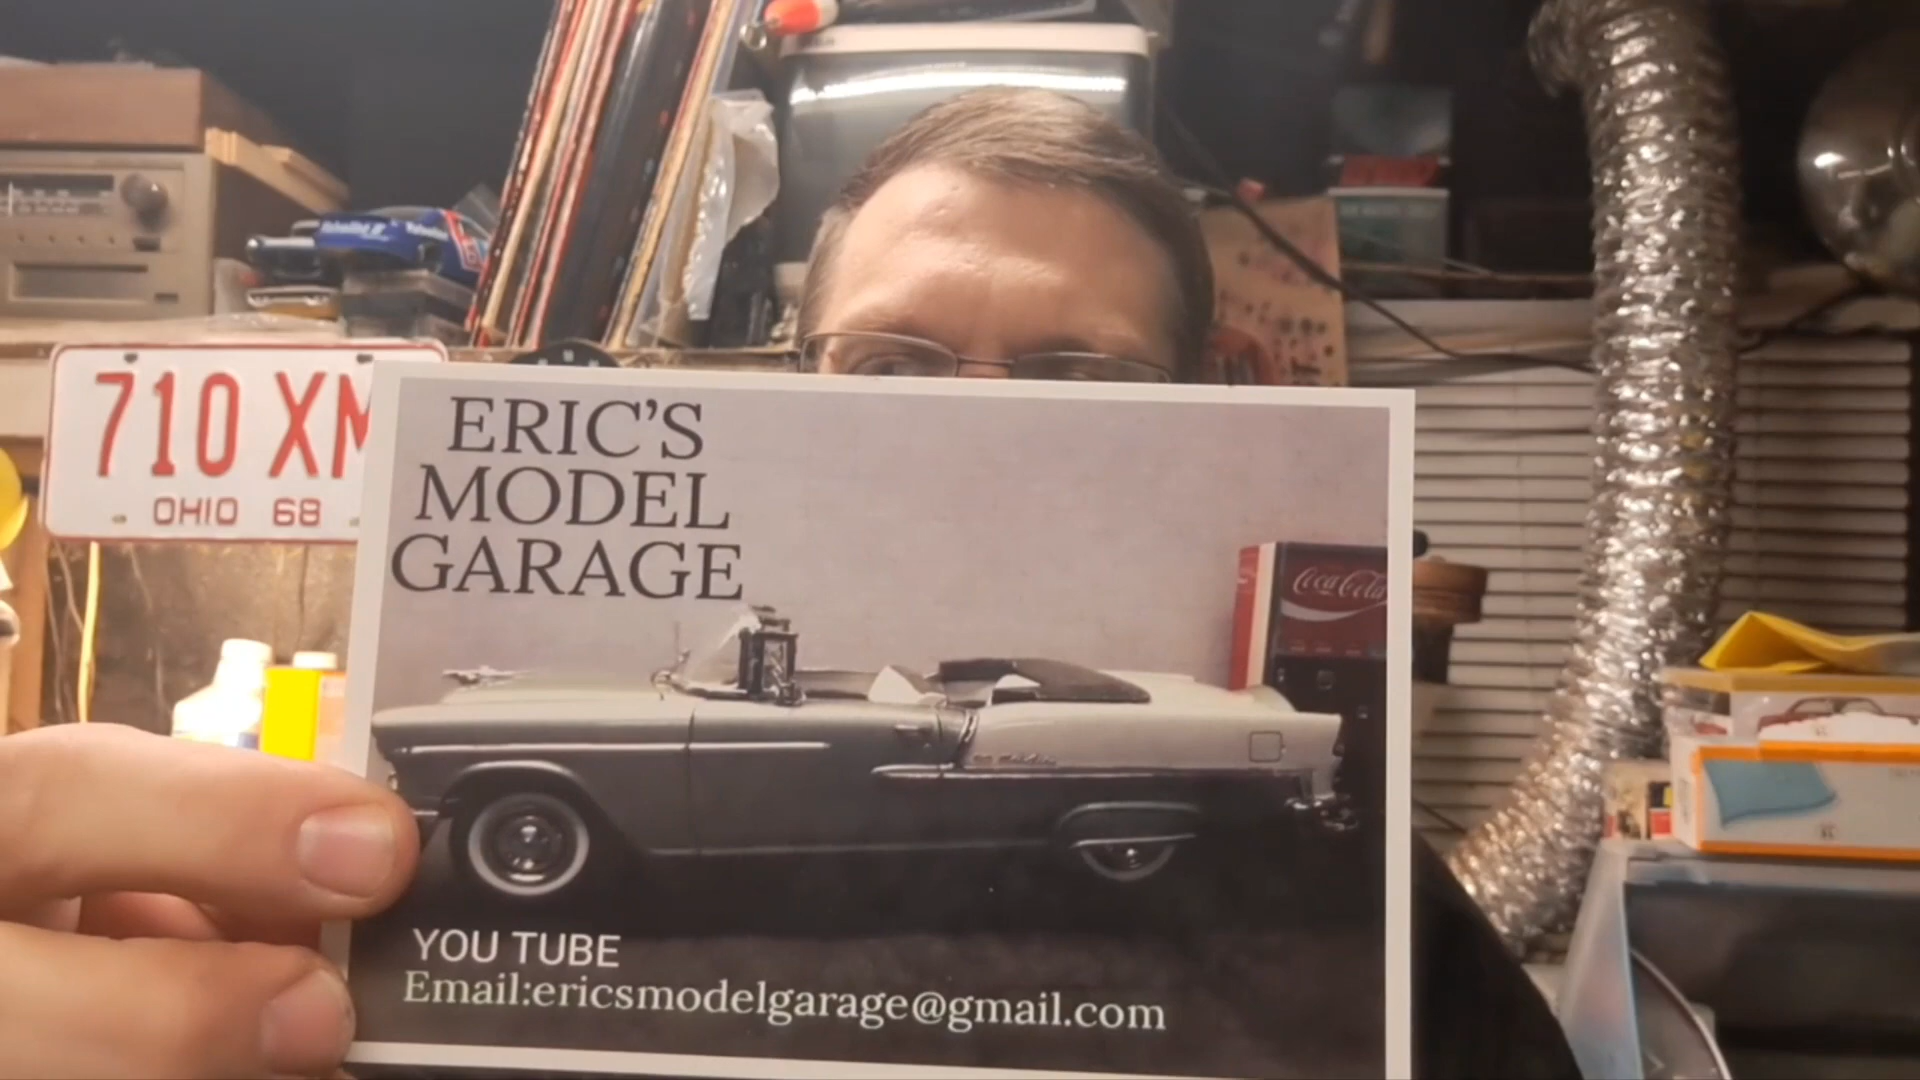 710 XM
OHIO 68
ERIC'S
MODEL
GARAGE
Coca-Cola
YOU TUBE
Email:ericsmodelgarage@gmail.com